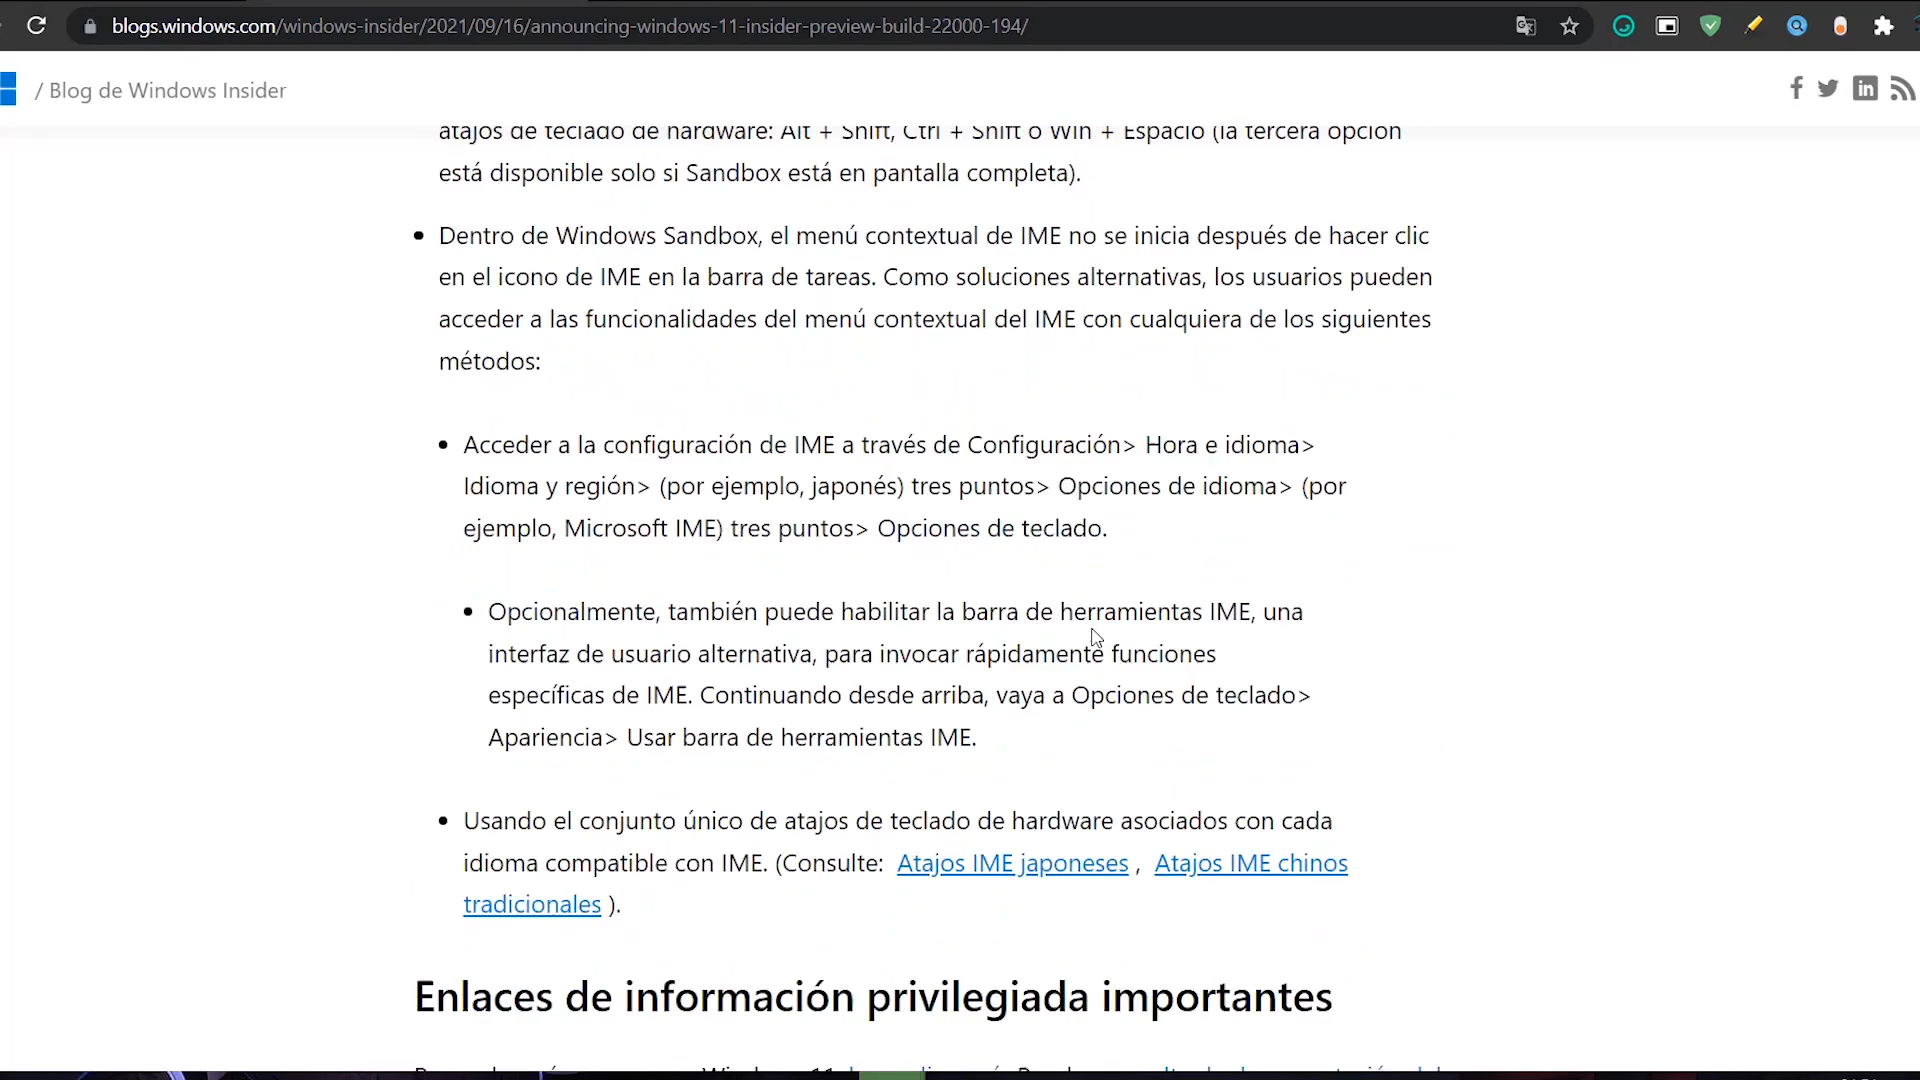 blogs.windows.com/windows-insider/2021/09/16/announcing-windows-11-insider-preview-build-22000-194/
/ Blog de Windows Insider
atajos de teclado de hardware: Alt + Shift, Ctrl + Shift o Win + Espacio (la tercera opción
está disponible solo si Sandbox está en pantalla completa).
• Dentro de Windows Sandbox, el menú contextual de IME no se inicia después de hacer clic
en el icono de IME en la barra de tareas. Como soluciones alternativas, los usuarios pueden
acceder a las funcionalidades del menú contextual del IME con cualquiera de los siguientes
métodos:
• Acceder a la configuración de IME a través de Configuración> Hora e idioma>
Idioma y región> (por ejemplo, japonés) tres puntos> Opciones de idioma> (por
ejemplo, Microsoft IME) tres puntos> Opciones de teclado.
• Opcionalmente, también puede habilitar la barra de herramientas IME, una
interfaz de usuario alternativa, para invocar rápidamente funciones
específicas de IME. Continuando desde arriba, vaya a Opciones de teclado>
Apariencia> Usar barra de herramientas IME.
• Usando el conjunto único de atajos de teclado de hardware asociados con cada
idioma compatible con IME. (Consulte: Atajos IME japoneses , Atajos IME chinos
tradicionales ).
Enlaces de información privilegiada importantes